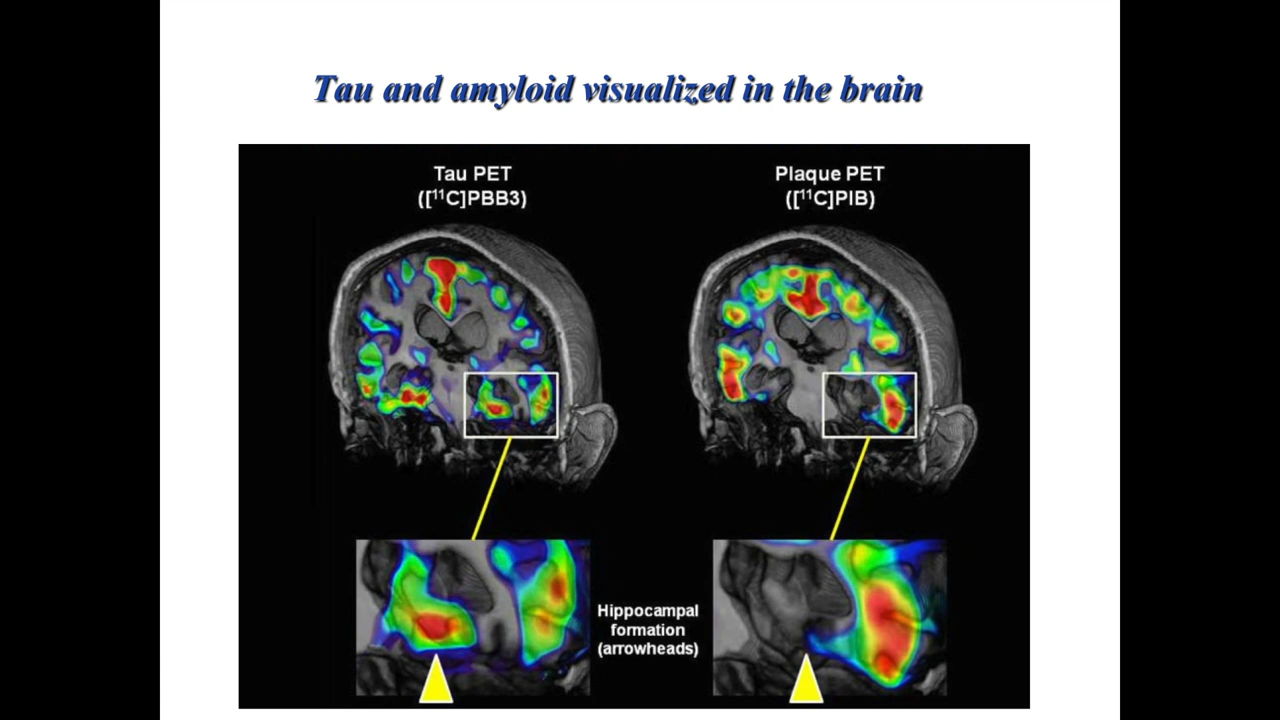 Tau and amyloid visualized in the brain
Tau PET
([¹¹C]PBB3)
Plaque PET
([¹¹C]PIB)
Hippocampal
formation
(arrowheads)